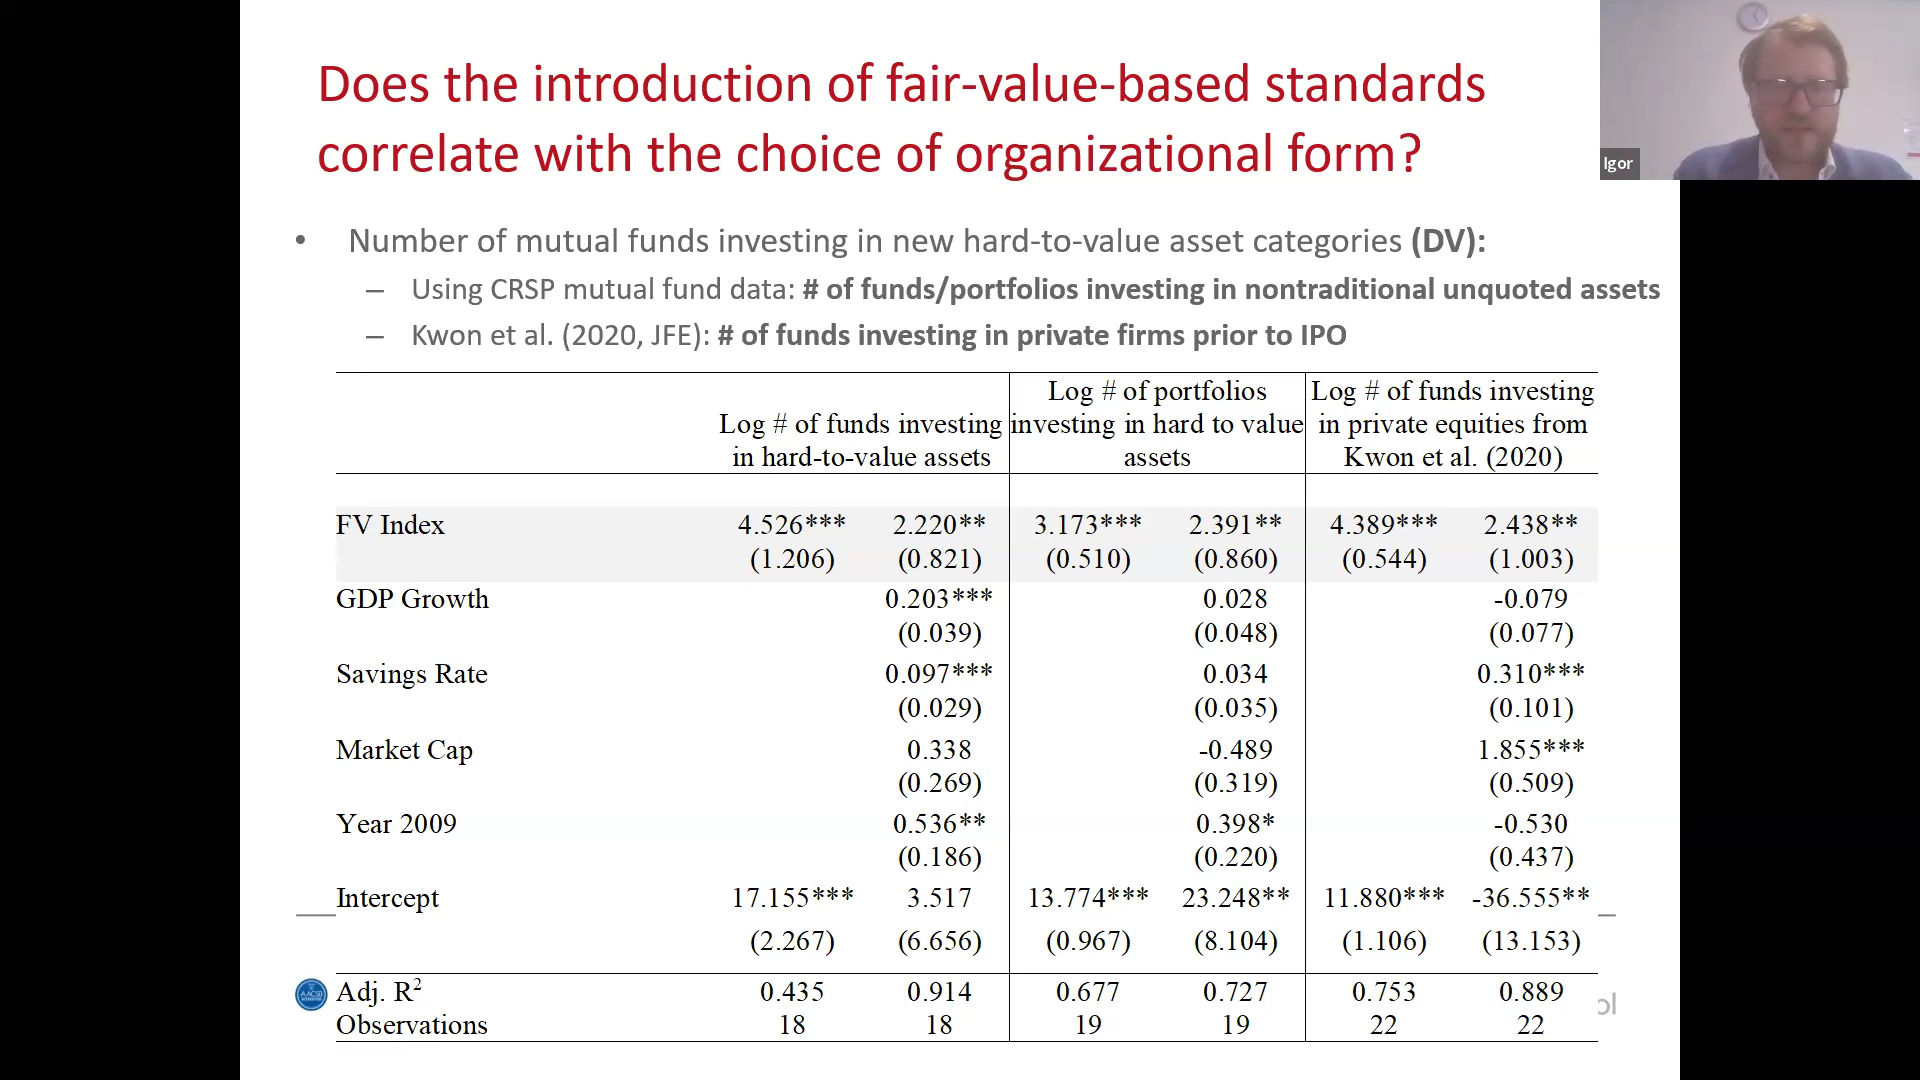 Does the introduction of fair-value-based standards
correlate with the choice of organizational form?
Igor
• Number of mutual funds investing in new hard-to-value asset categories (DV):
– Using CRSP mutual fund data: # of funds/portfolios investing in nontraditional unquoted assets
– Kwon et al. (2020, JFE): # of funds investing in private firms prior to IPO
Log # of funds investing
in hard-to-value assets
Log # of portfolios
investing in hard to value
assets
Log # of funds investing
in private equities from
Kwon et al. (2020)
FV Index 4.526*** 2.220** 3.173*** 2.391** 4.389*** 2.438**
(1.206) (0.821) (0.510) (0.860) (0.544) (1.003)
GDP Growth 0.203*** 0.028 -0.079
(0.039) (0.048) (0.077)
Savings Rate 0.097*** 0.034 0.310***
(0.029) (0.035) (0.101)
Market Cap 0.338 -0.489 1.855***
(0.269) (0.319) (0.509)
Year 2009 0.536** 0.398* -0.530
(0.186) (0.220) (0.437)
Intercept 17.155*** 3.517 13.774*** 23.248** 11.880*** -36.555**
(2.267) (6.656) (0.967) (8.104) (1.106) (13.153)
AACSB
Adj. R2 0.435 0.914 0.677 0.727 0.753 0.889
ol
Observations 18 18 19 19 22 22